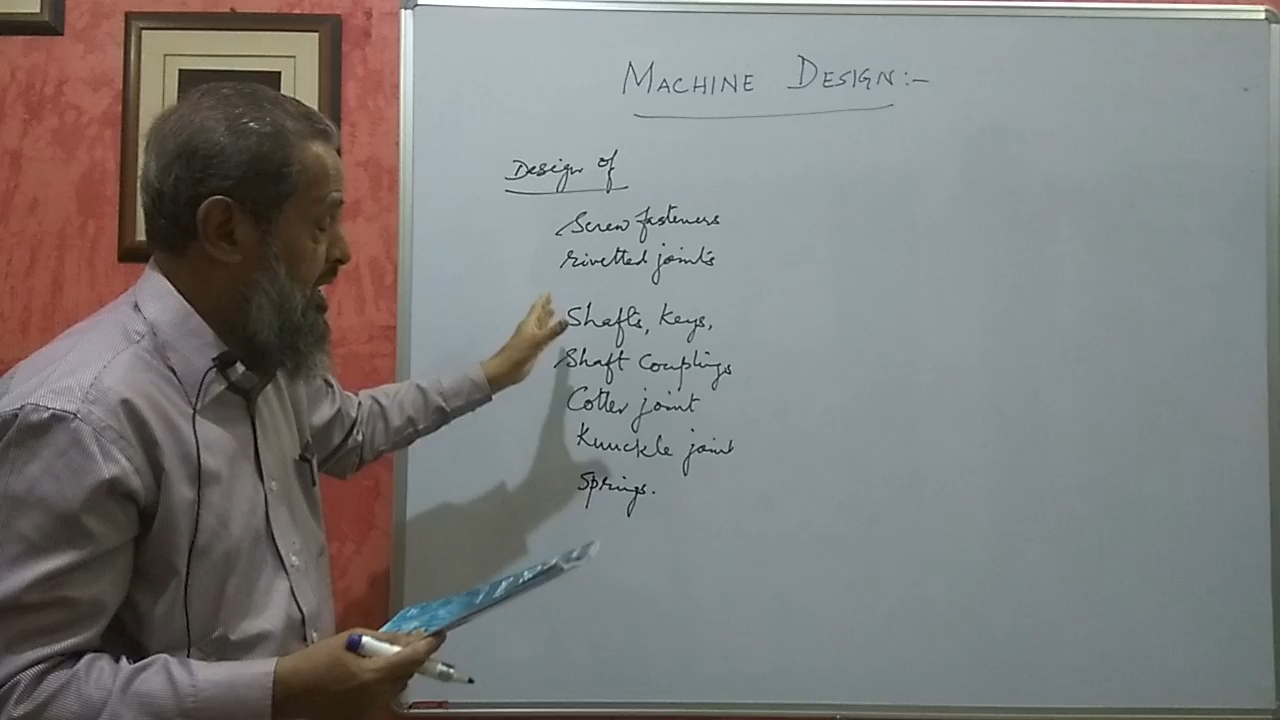 MACHINE DESIGN:-
Design of
Screw fasteners
rivetted joints
Shafts, Keys,
Shaft Couplings
Cotter joint
Knuckle joint
Springs.